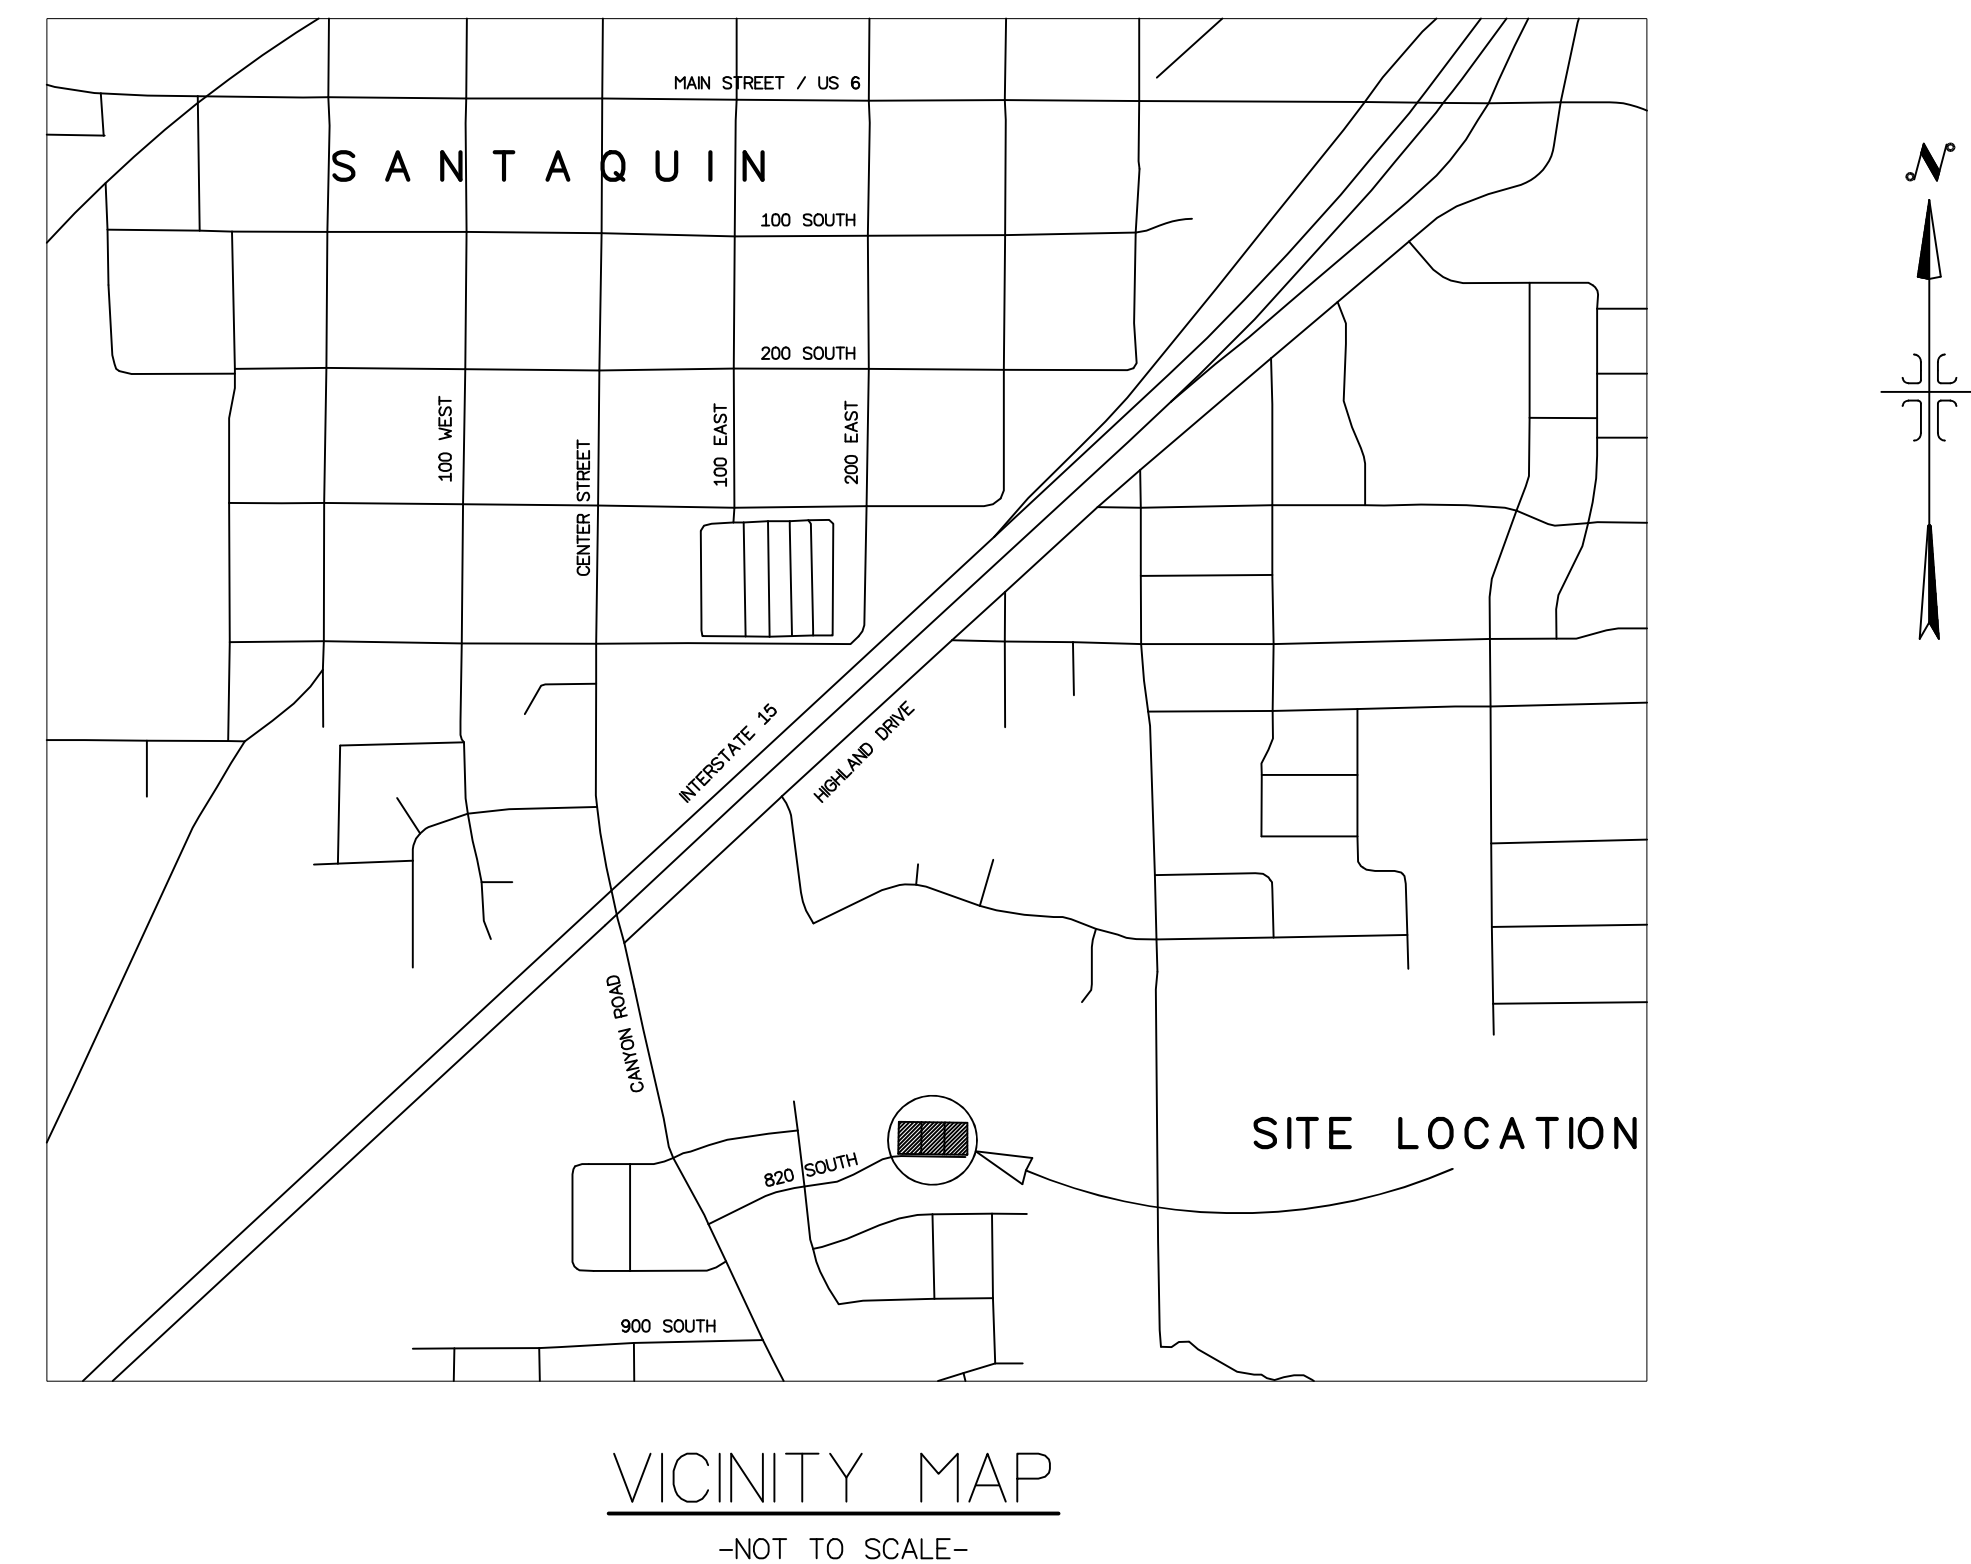 MAIN STREET / US 6
N
SANTAQUIN
100 SOUTH
200 SOUTH
100 WEST
CENTER STREET
100 EAST
200 EAST
INTERSTATE 15
HIGHLAND DRIVE
CANYON ROAD
SITE LOCATION
820 SOUTH
900 SOUTH
VICINITY MAP
-NOT TO SCALE-